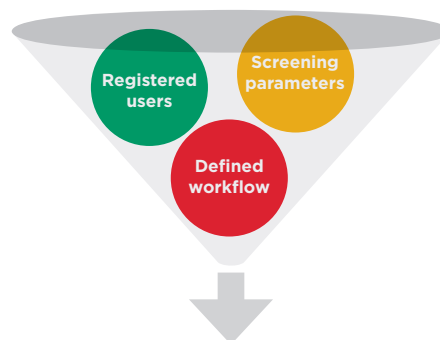 Registered
users
Screening
parameters
Defined
workflow